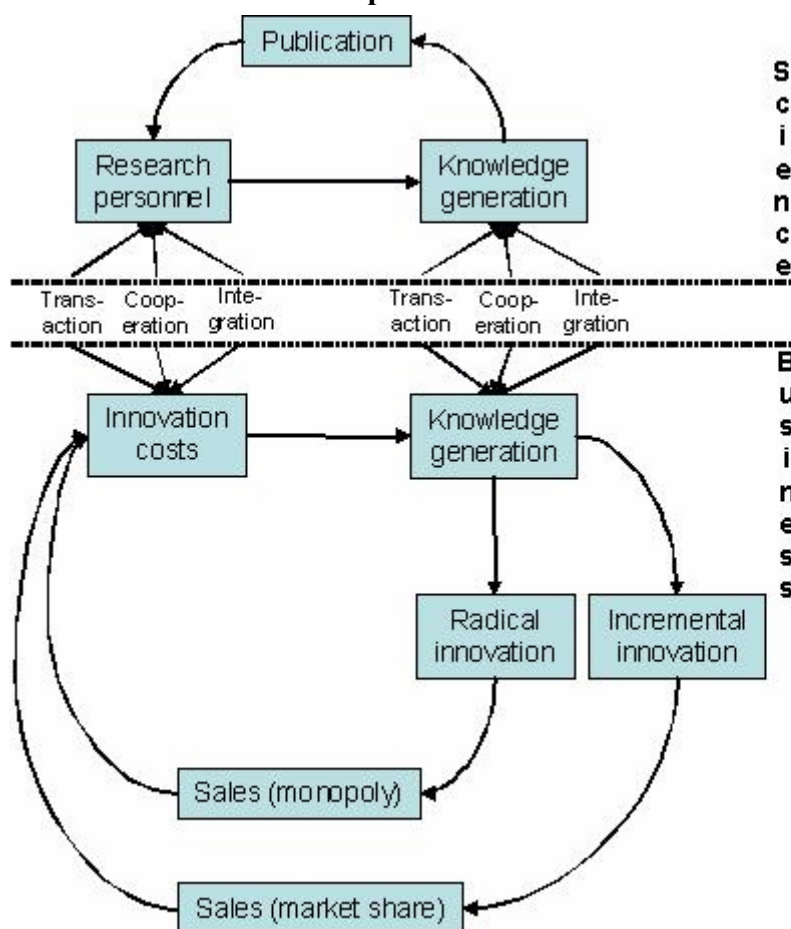 Publication
Research
personnel
Knowledge
generation
Science
Trans-
action
Coop-
eration
Inte-
gration
Trans-
action
Coop-
eration
Inte-
gration
Business
Innovation
costs
Knowledge
generation
Radical
innovation
Incremental
innovation
Sales (monopoly)
Sales (market share)